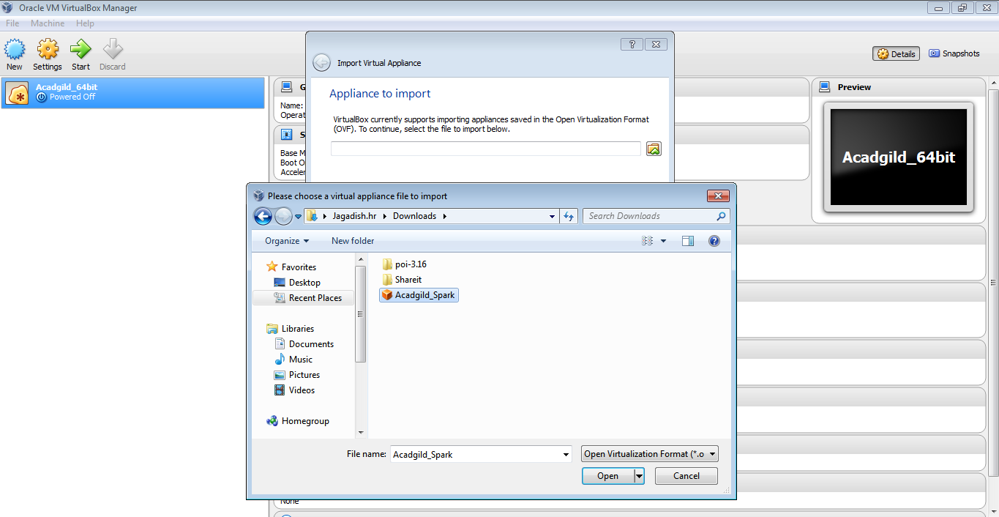 Oracle VM VirtualBox Manager
File Machine Help
New Settings Start Discard
Details Snapshots
Acadgild_64bit
Powered Off
G
Name:
Operat
S
Base M
Boot O
Acceler
Preview
Acadgild_64bit
None
?
Import Virtual Appliance
Appliance to import
VirtualBox currently supports importing appliances saved in the Open Virtualization Format
(OVF). To continue, select the file to import below.
Please choose a virtual appliance file to import
Jagadish.hr Downloads
Search Downloads
Organize New folder
?
Favorites
Desktop
Recent Places
Libraries
Documents
Music
Pictures
Videos
Homegroup
poi-3.16
Shareit
Acadgild_Spark
File name: Acadgild_Spark
Open Virtualization Format (*.o
Open Cancel